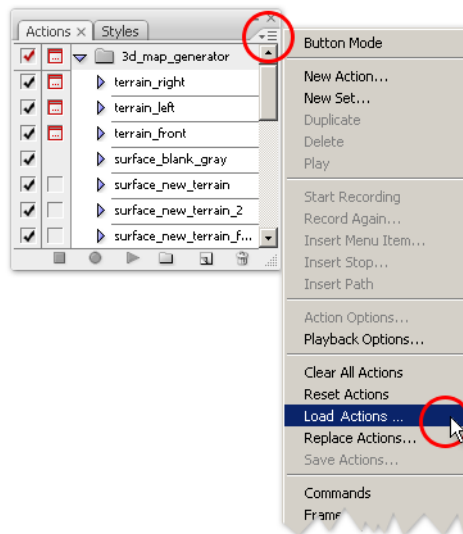 Actions × Styles
3d_map_generator
terrain_right
terrain_left
terrain_front
surface_blank_gray
surface_new_terrain
surface_new_terrain_2
surface_new_terrain_f...
Button Mode
New Action...
New Set...
Duplicate
Delete
Play
Start Recording
Record Again...
Insert Menu Item...
Insert Stop...
Insert Path
Action Options...
Playback Options...
Clear All Actions
Reset Actions
Load Actions ...
Replace Actions...
Save Actions...
Commands
Frame